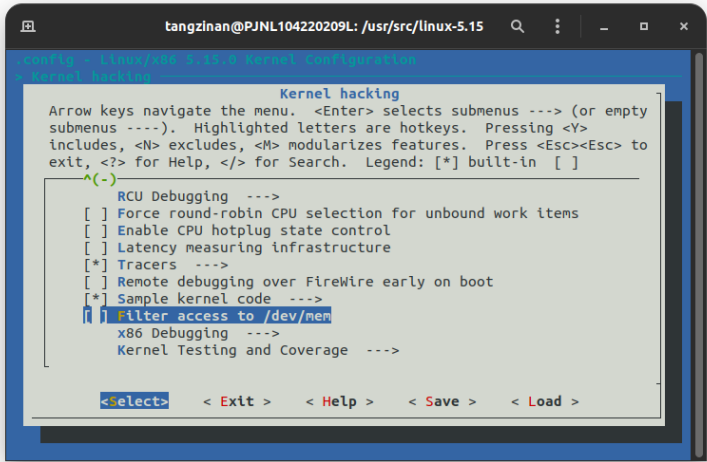 tangzinan@PJNL104220209L: /usr/src/linux-5.15
.config - Linux/x86 5.15.0 Kernel Configuration
> Kernel hacking
Kernel hacking
Arrow keys navigate the menu.  <Enter> selects submenus ---> (or empty
submenus ----).  Highlighted letters are hotkeys.  Pressing <Y>
includes, <N> excludes, <M> modularizes features.  Press <Esc><Esc> to
exit, <?> for Help, </> for Search.  Legend: [*] built-in  [ ]
^(-)
RCU Debugging  --->
[ ] Force round-robin CPU selection for unbound work items
[ ] Enable CPU hotplug state control
[ ] Latency measuring infrastructure
[*] Tracers  --->
[ ] Remote debugging over FireWire early on boot
[*] Sample kernel code  --->
[ ] Filter access to /dev/mem
x86 Debugging  --->
Kernel Testing and Coverage  --->
<Select>    < Exit >    < Help >    < Save >    < Load >